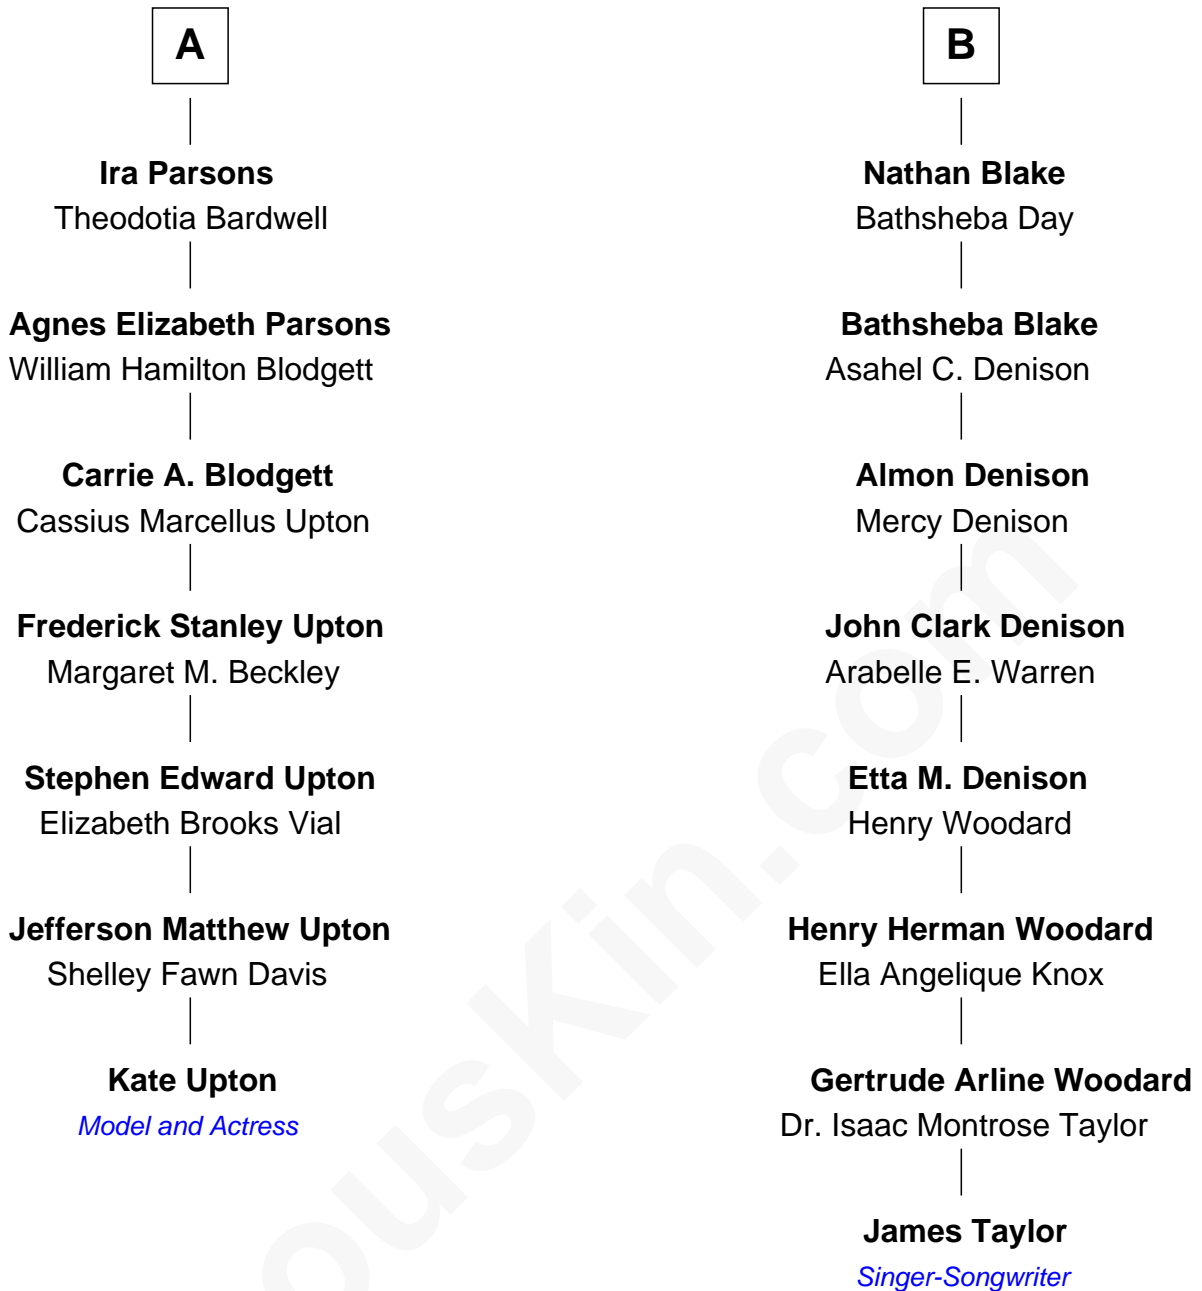 A
Ira Parsons
Theodotia Bardwell
Agnes Elizabeth Parsons
William Hamilton Blodgett
Carrie A. Blodgett
Cassius Marcellus Upton
Frederick Stanley Upton
Margaret M. Beckley
Stephen Edward Upton
Elizabeth Brooks Vial
Jefferson Matthew Upton
Shelley Fawn Davis
Kate Upton
Model and Actress
B
Nathan Blake
Bathsheba Day
Bathsheba Blake
Asahel C. Denison
Almon Denison
Mercy Denison
John Clark Denison
Arabelle E. Warren
Etta M. Denison
Henry Woodard
Henry Herman Woodard
Ella Angelique Knox
Gertrude Arline Woodard
Dr. Isaac Montrose Taylor
James Taylor
Singer-Songwriter
ousKin.com